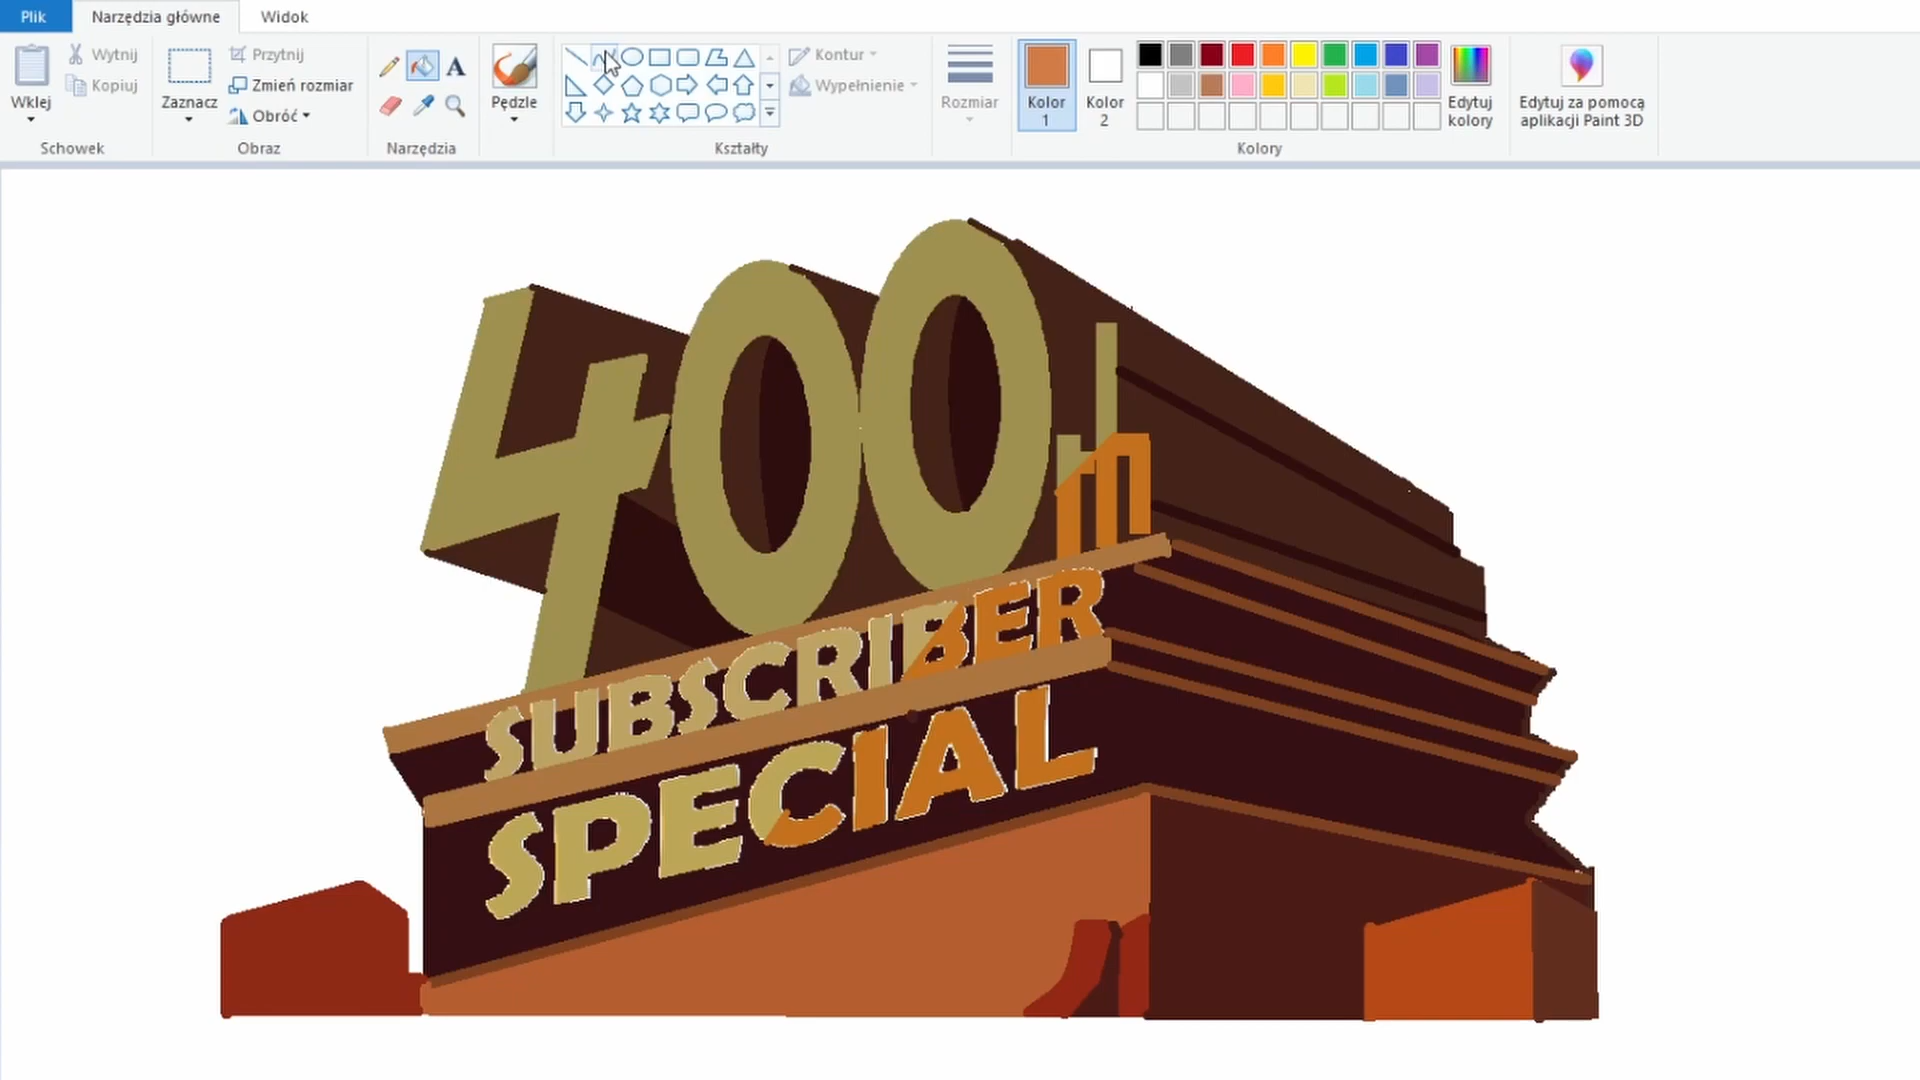 Plik
Narzędzia główne
Widok
Wklej
Wytnij
Kopiuj
Schowek
Zaznacz
Przytnij
Zmień rozmiar
Obróć
Obraz
A
Narzędzia
Pędzle
Kontur
Wypełnienie
Kształty
Rozmiar
Kolor
1
Kolor
2
Edytuj
kolory
Kolory
Edytuj za pomocą
aplikacji Paint 3D
400
SUBSCRIBER
SPECIAL